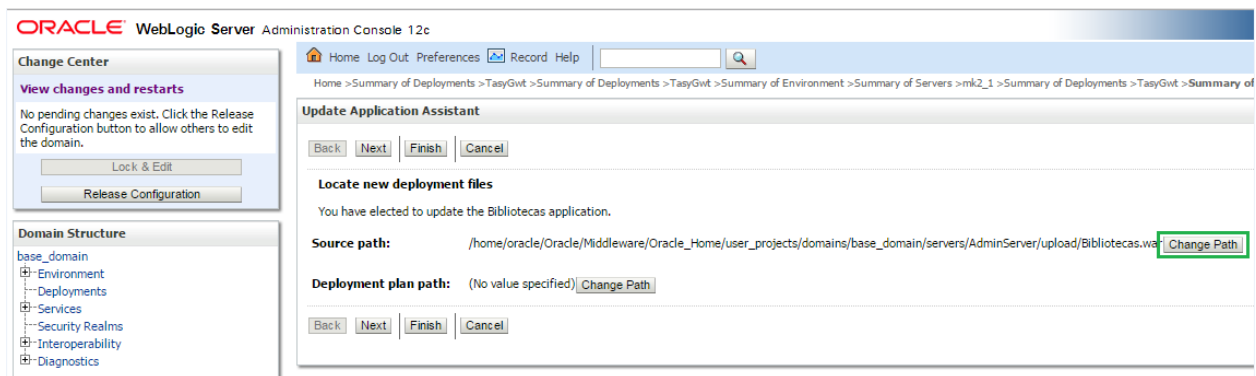 ORACLE WebLogic Server Administration Console 12c
Change Center
View changes and restarts
No pending changes exist. Click the Release
Configuration button to allow others to edit
the domain.
Lock & Edit
Release Configuration
Domain Structure
base_domain
Environment
Deployments
Services
Security Realms
Interoperability
Diagnostics
Home Log Out Preferences Record Help
Home >Summary of Deployments >TasyGwt >Summary of Deployments >TasyGwt >Summary of Environment >Summary of Servers >mk2_1 >Summary of Deployments >TasyGwt >Summary of
Update Application Assistant
Back Next Finish Cancel
Locate new deployment files
You have elected to update the Bibliotecas application.
Source path: /home/oracle/Oracle/Middleware/Oracle_Home/user_projects/domains/base_domain/servers/AdminServer/upload/Bibliotecas.war Change Path
Deployment plan path: (No value specified) Change Path
Back Next Finish Cancel